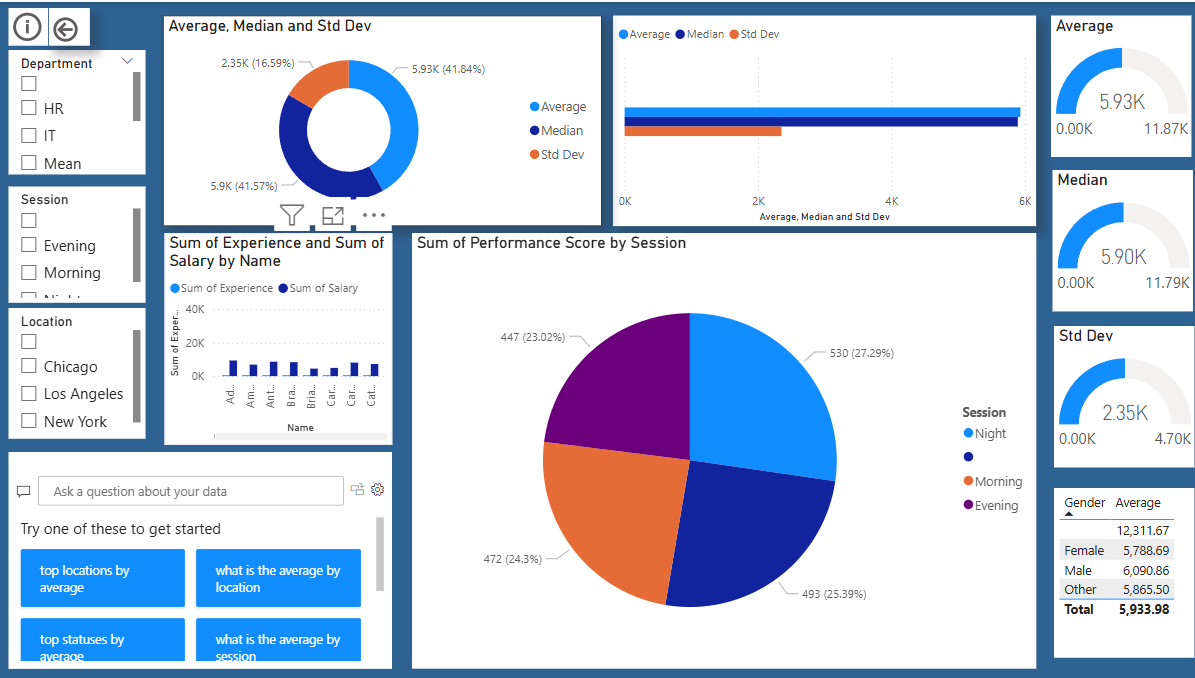 Department
HR
IT
Mean
Session
Evening
Morning
Location
Chicago
Los Angeles
New York
Average, Median and Std Dev
2.35K (16.59%)
5.93K (41.84%)
5.9K (41.57%)
Average
Median
Std Dev
Average Median Std Dev
0K 2K 4K 6K
Average, Median and Std Dev
Average
5.93K
0.00K 11.87K
Median
5.90K
0.00K 11.79K
Std Dev
2.35K
0.00K 4.70K
Sum of Experience and Sum of
Salary by Name
Sum of Experience Sum of Salary
40K
20K
0K
Sum of Exper...
Ad... Am... Ant... Bra... Bria... Car... Car... Cat...
Name
Sum of Performance Score by Session
447 (23.02%)
530 (27.29%)
472 (24.3%)
493 (25.39%)
Session
Night
Morning
Evening
Ask a question about your data
Try one of these to get started
top locations by
average
what is the average by
location
top statuses by
average
what is the average by
session
Gender Average
12,311.67
Female 5,788.69
Male 6,090.86
Other 5,865.50
Total 5,933.98